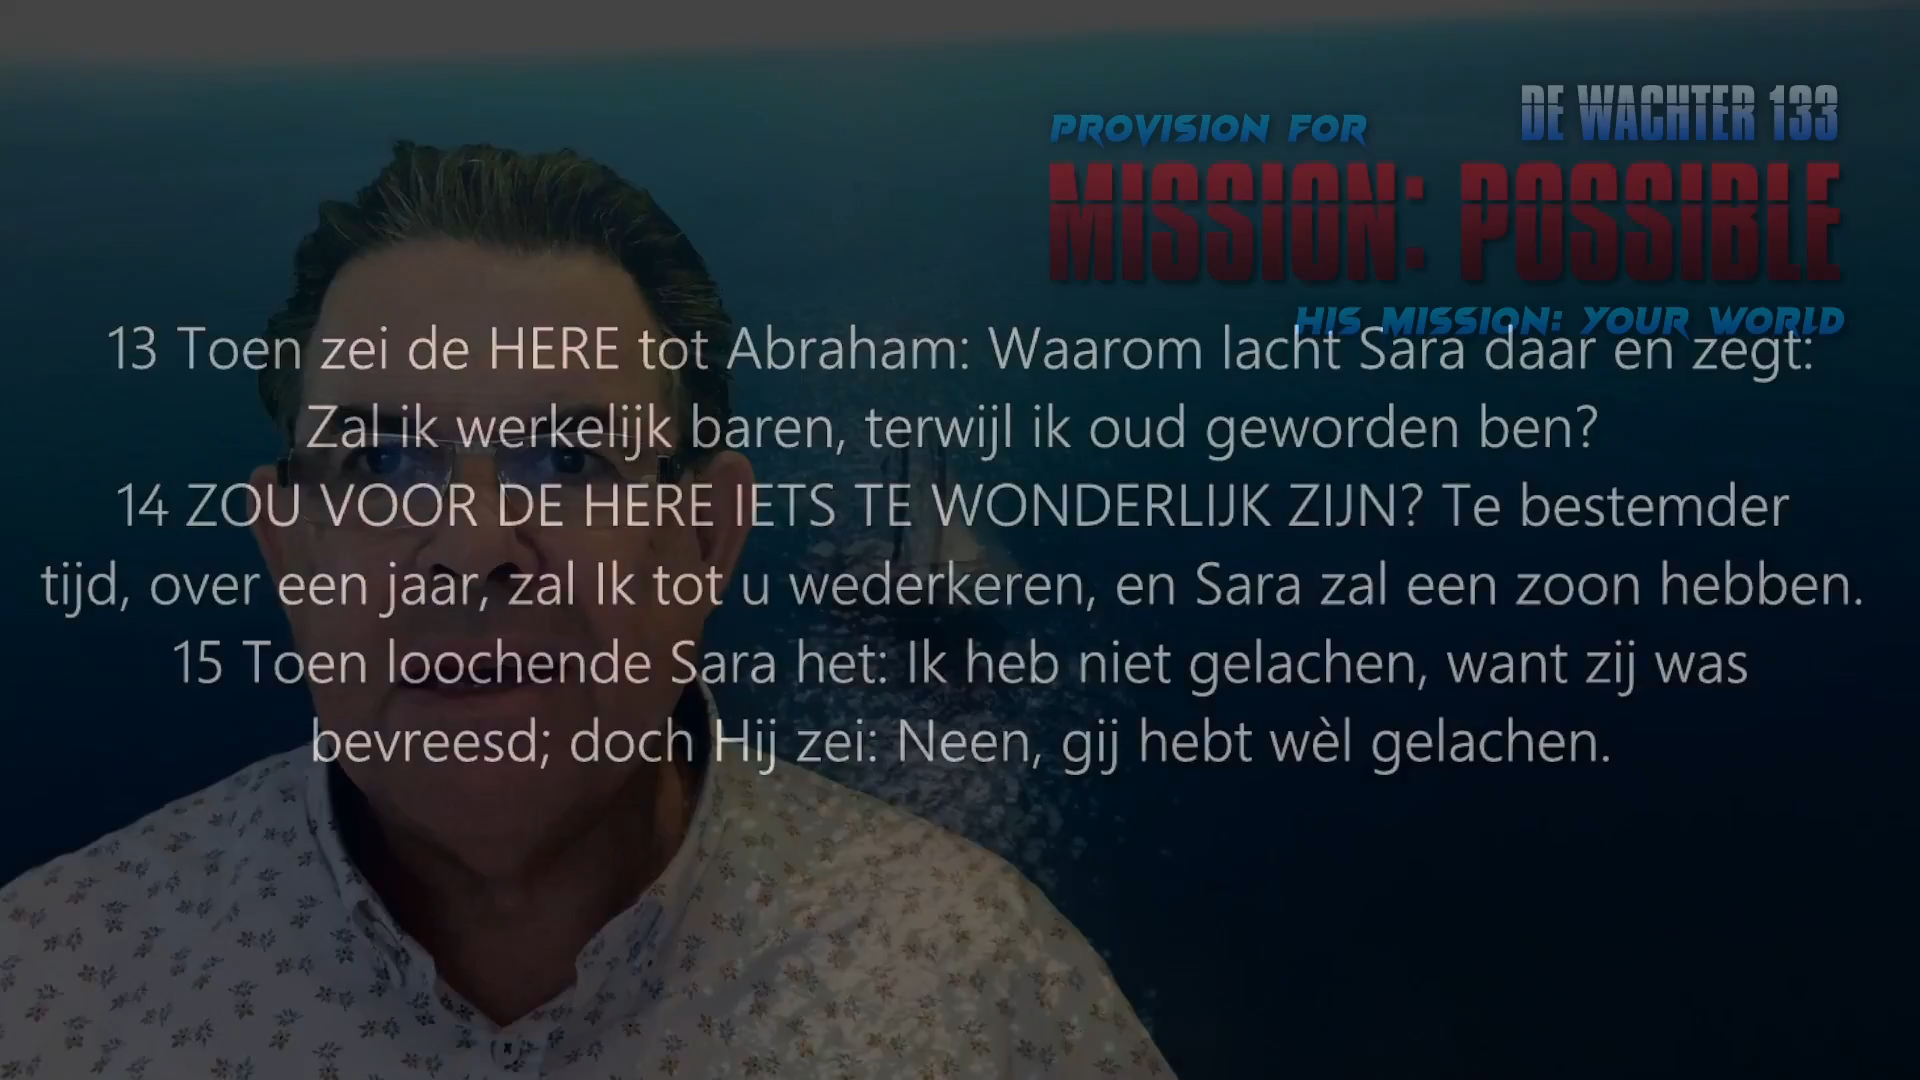 DE WACHTER 133
PROVISION FOR
MISSION: POSSIBLE
HIS MISSION: YOUR WORLD
13 Toen zei de HERE tot Abraham: Waarom lacht Sara daar en zegt:
Zal ik werkelijk baren, terwijl ik oud geworden ben?
14 ZOU VOOR DE HERE IETS TE WONDERLIJK ZIJN? Te bestemder
tijd, over een jaar, zal Ik tot u wederkeren, en Sara zal een zoon hebben.
15 Toen loochende Sara het: Ik heb niet gelachen, want zij was
bevreesd; doch Hij zei: Neen, gij hebt wèl gelachen.